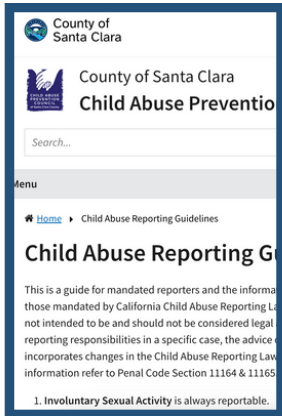 County of
Santa Clara
CHILD ABUSE
PREVENTION
COUNCIL
County of Santa Clara
Child Abuse Preventio
Search...
Menu
Home ▸ Child Abuse Reporting Guidelines
Child Abuse Reporting G
This is a guide for mandated reporters and the informa
those mandated by California Child Abuse Reporting La
not intended to be and should not be considered legal
reporting responsibilities in a specific case, the advice
incorporates changes in the Child Abuse Reporting Law
information refer to Penal Code Section 11164 & 11165
1. Involuntary Sexual Activity is always reportable.